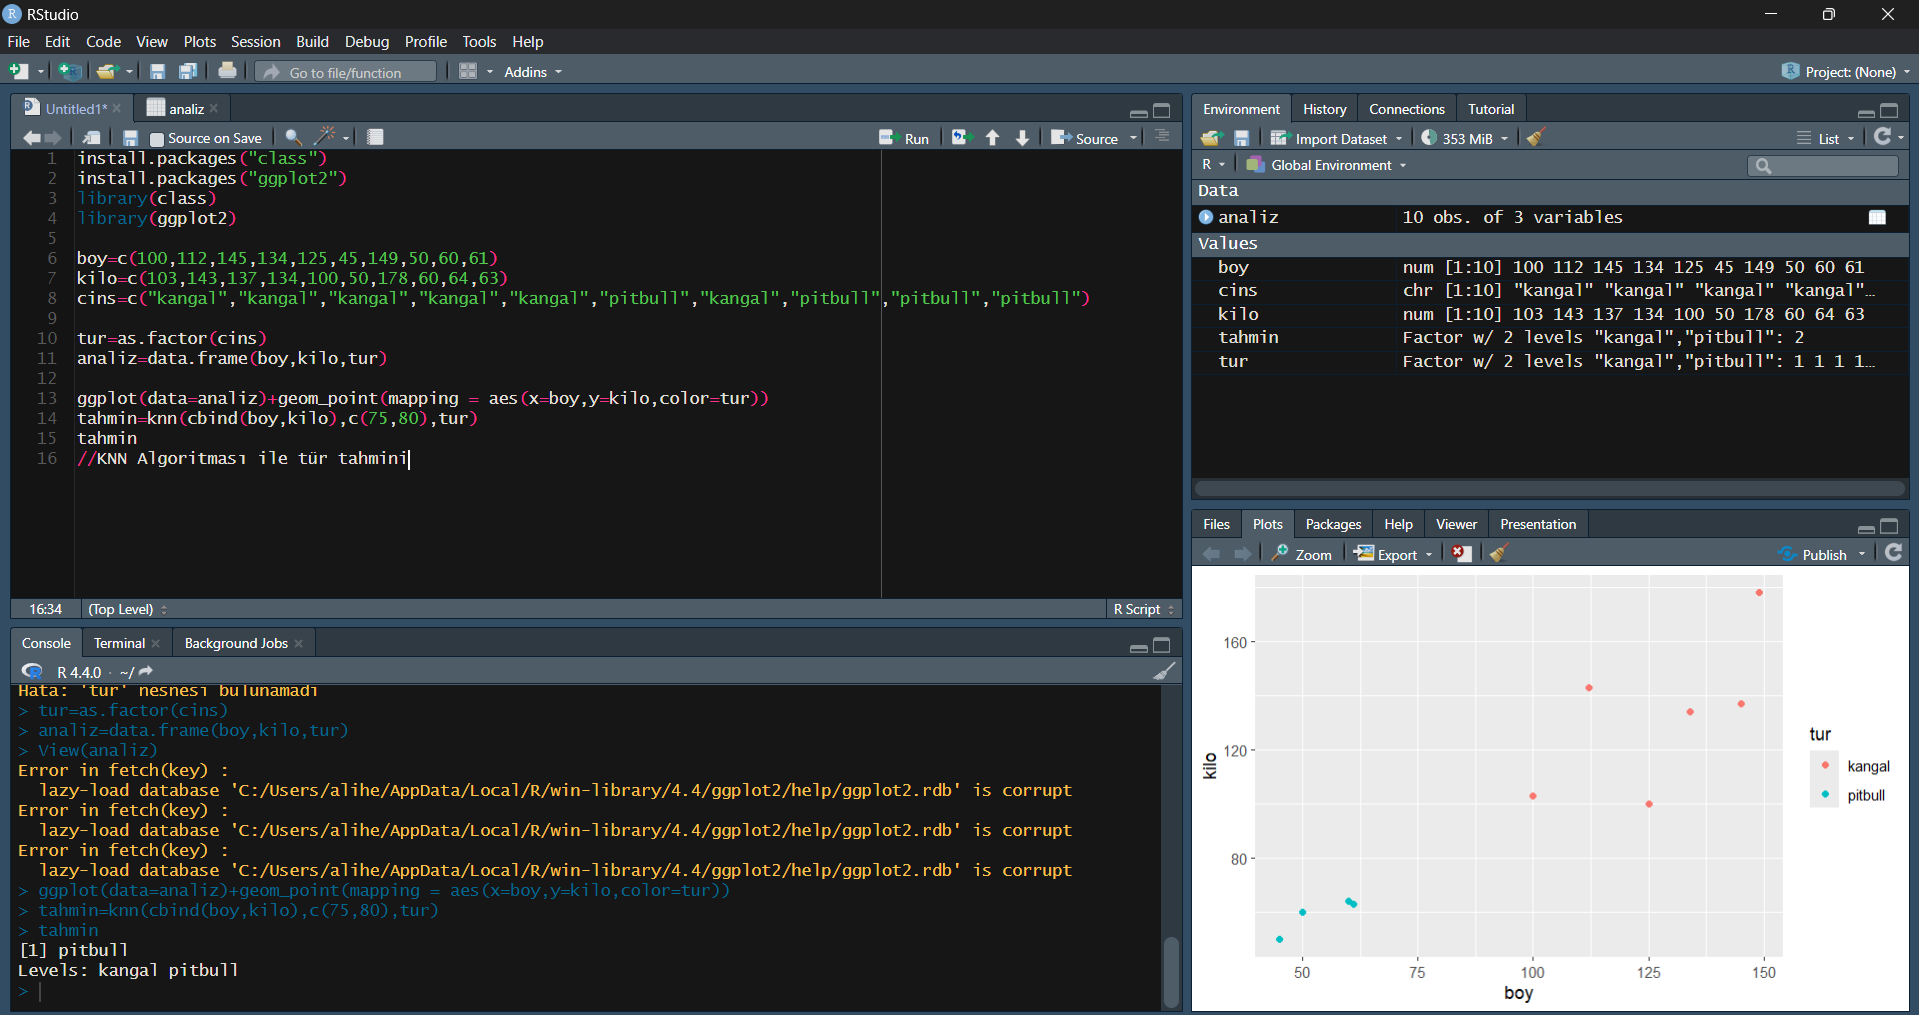 RStudio
File Edit Code View Plots Session Build Debug Profile Tools Help
Go to file/function Addins Project: (None)
Untitled1* analiz
Source on Save Run Source
1 install.packages("class")
2 install.packages("ggplot2")
3 library(class)
4 library(ggplot2)
5
6 boy=c(100,112,145,134,125,45,149,50,60,61)
7 kilo=c(103,143,137,134,100,50,178,60,64,63)
8 cins=c("kangal","kangal","kangal","kangal","kangal","pitbull","kangal","pitbull","pitbull","pitbull")
9
10 tur=as.factor(cins)
11 analiz=data.frame(boy,kilo,tur)
12
13 ggplot(data=analiz)+geom_point(mapping = aes(x=boy,y=kilo,color=tur))
14 tahmin=knn(cbind(boy,kilo),c(75,80),tur)
15 tahmin
16 //KNN Algoritması ile tür tahmini
16:34 (Top Level) R Script
Console Terminal Background Jobs
R 4.4.0 · ~/
Hata: 'tur' nesnesi bulunamadı
> tur=as.factor(cins)
> analiz=data.frame(boy,kilo,tur)
> View(analiz)
Error in fetch(key) :
lazy-load database 'C:/Users/alihe/AppData/Local/R/win-library/4.4/ggplot2/help/ggplot2.rdb' is corrupt
Error in fetch(key) :
lazy-load database 'C:/Users/alihe/AppData/Local/R/win-library/4.4/ggplot2/help/ggplot2.rdb' is corrupt
Error in fetch(key) :
lazy-load database 'C:/Users/alihe/AppData/Local/R/win-library/4.4/ggplot2/help/ggplot2.rdb' is corrupt
> ggplot(data=analiz)+geom_point(mapping = aes(x=boy,y=kilo,color=tur))
> tahmin=knn(cbind(boy,kilo),c(75,80),tur)
> tahmin
[1] pitbull
Levels: kangal pitbull
>
Environment History Connections Tutorial
Import Dataset 353 MiB List
R Global Environment
Data
analiz 10 obs. of 3 variables
Values
boy num [1:10] 100 112 145 134 125 45 149 50 60 61
cins chr [1:10] "kangal" "kangal" "kangal" "kangal"…
kilo num [1:10] 103 143 137 134 100 50 178 60 64 63
tahmin Factor w/ 2 levels "kangal","pitbull": 2
tur Factor w/ 2 levels "kangal","pitbull": 1 1 1 1…
Files Plots Packages Help Viewer Presentation
Zoom Export Publish
160
120
80
kilo
50 75 100 125 150
boy
tur
kangal
pitbull